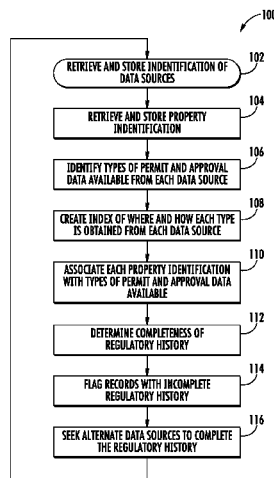 100
RETRIEVE AND STORE INDENTIFICATION OF
DATA SOURCES
102
RETRIEVE AND STORE PROPERTY
INDENTIFICATION
104
IDENTIFY TYPES OF PERMIT AND APPROVAL
DATA AVAILABLE FROM EACH DATA SOURCE
106
CREATE INDEX OF WHERE AND HOW EACH TYPE
IS OBTAINED FROM EACH DATA SOURCE
108
ASSOCIATE EACH PROPERTY IDENTIFICATION
WITH TYPES OF PERMIT AND APPROVAL DATA
AVAILABLE
110
DETERMINE COMPLETENESS OF
REGULATORY HISTORY
112
FLAG RECORDS WITH INCOMPLETE
REGULATORY HISTORY
114
SEEK ALTERNATE DATA SOURCES TO COMPLETE
THE REGULATORY HISTORY
116